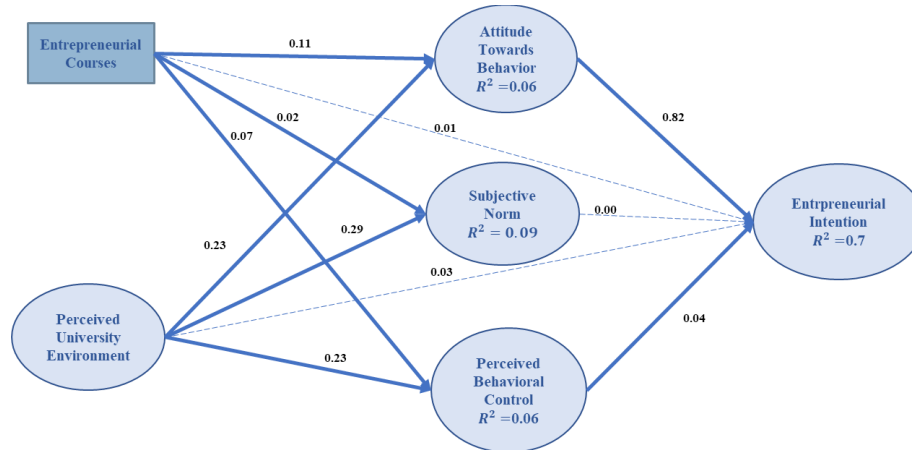 Entrepreneurial
Courses
Attitude
Towards
Behavior
R² =0.06
0.11
0.02
0.07
0.01
0.82
Subjective
Norm
R² = 0.09
0.00
Entrpreneurial
Intention
R² =0.7
0.23
0.29
0.03
Perceived
University
Environment
0.23
0.04
Perceived
Behavioral
Control
R² =0.06